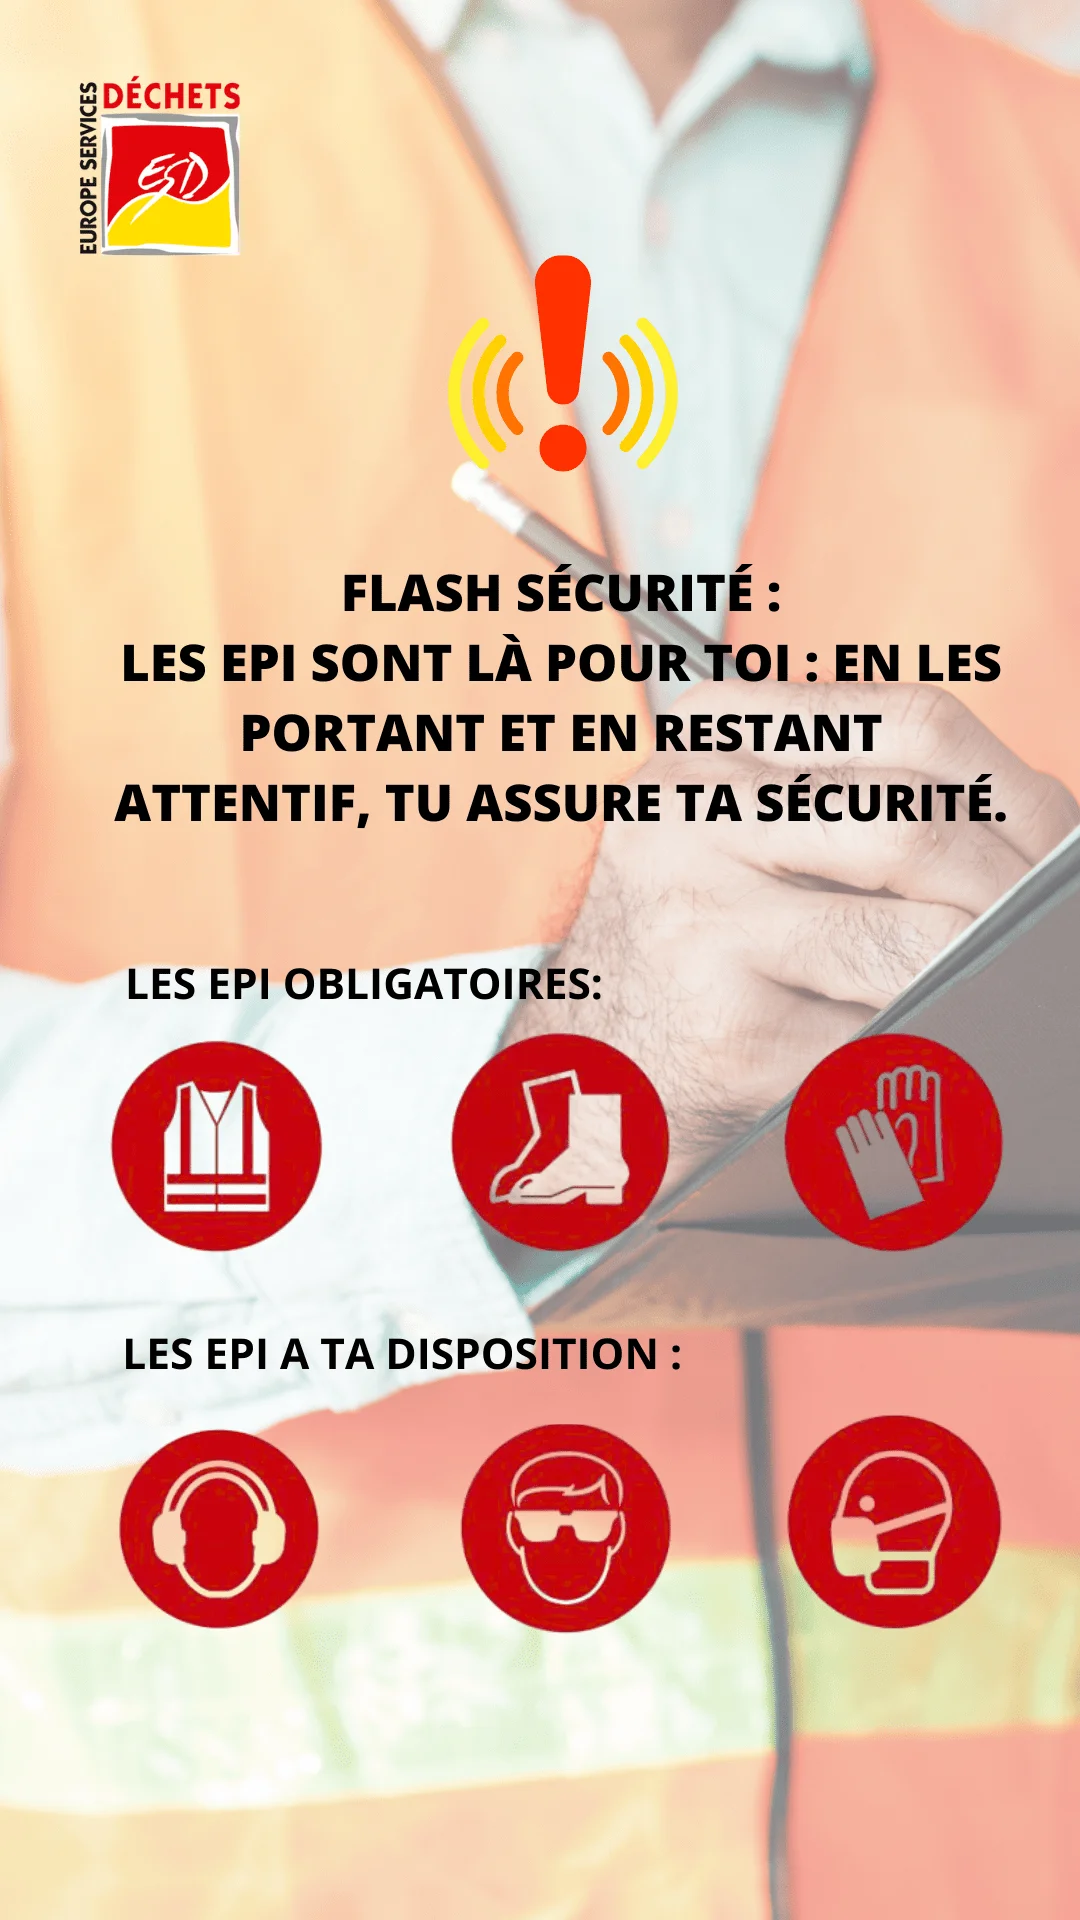 EUROPE SERVICES
DÉCHETS
ESD
FLASH SÉCURITÉ :
LES EPI SONT LÀ POUR TOI : EN LES
PORTANT ET EN RESTANT
ATTENTIF, TU ASSURE TA SÉCURITÉ.
LES EPI OBLIGATOIRES:
LES EPI A TA DISPOSITION :